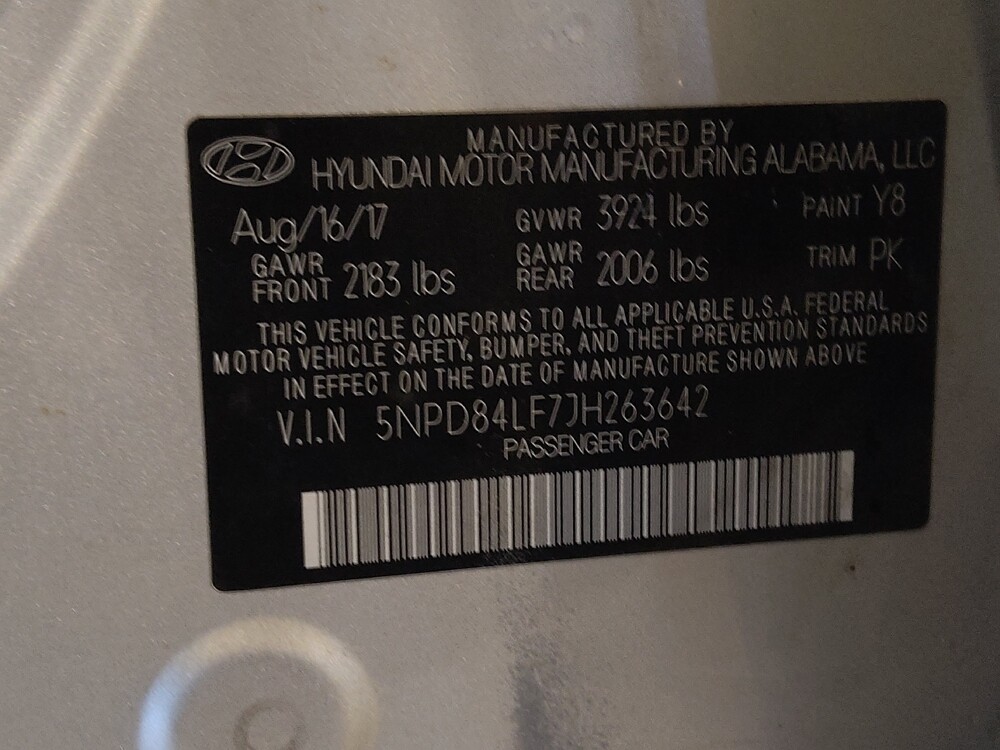 MANUFACTURED BY
HYUNDAI MOTOR MANUFACTURING ALABAMA, LLC
Aug/16/17 GVWR 3924 lbs PAINT Y8
GAWR FRONT 2183 lbs GAWR REAR 2006 lbs TRIM PK
THIS VEHICLE CONFORMS TO ALL APPLICABLE U.S.A. FEDERAL
MOTOR VEHICLE SAFETY, BUMPER, AND THEFT PREVENTION STANDARDS
IN EFFECT ON THE DATE OF MANUFACTURE SHOWN ABOVE
V.I.N 5NPD84LF7JH263642
PASSENGER CAR